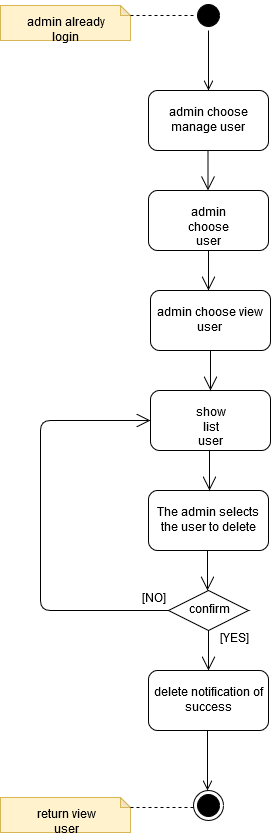 admin already
login
admin choose
manage user
admin
choose
user
admin choose view
user
show
list
user
The admin selects
the user to delete
[NO]
confirm
[YES]
delete notification of
success
return view
user